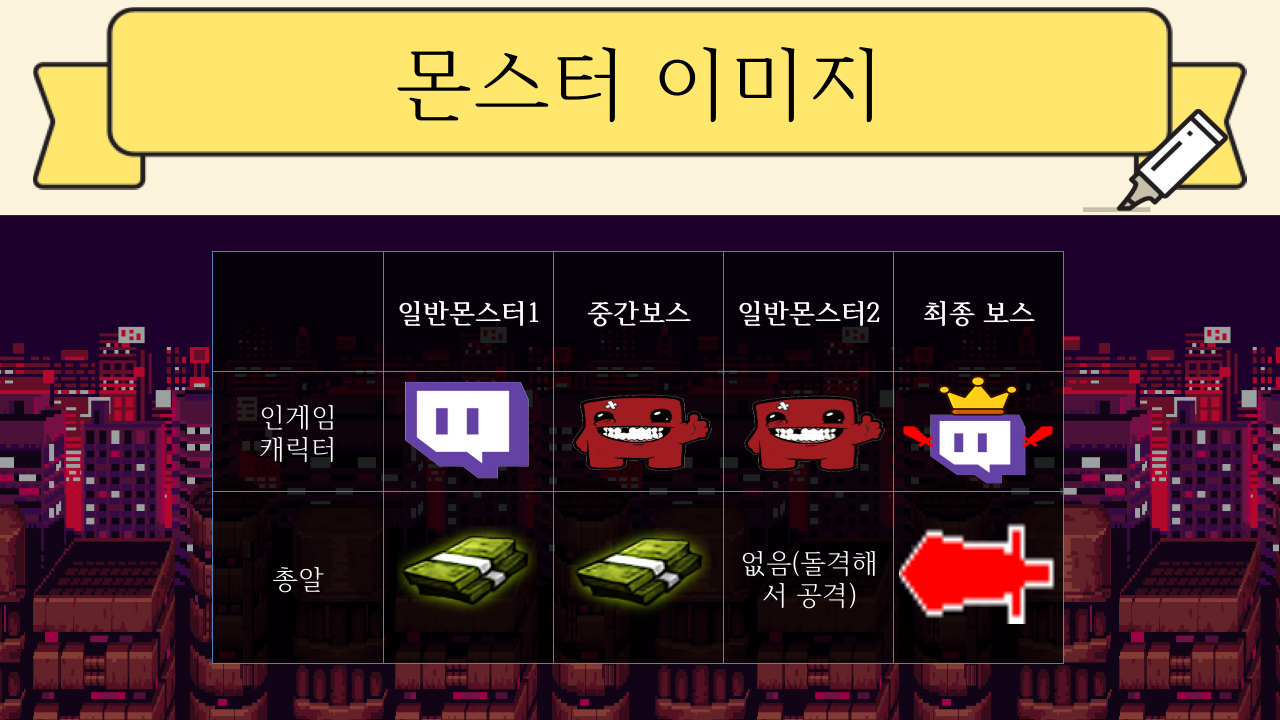 몬스터 이미지
일반몬스터1 중간보스 일반몬스터2 최종 보스
인게임
캐릭터
총알
없음(돌격해
서 공격)